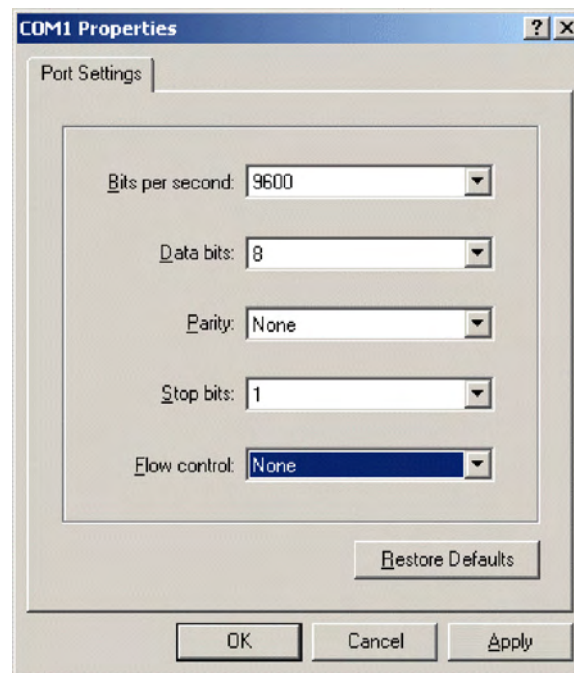 COM1 Properties
Port Settings
Bits per second: 9600
Data bits: 8
Parity: None
Stop bits: 1
Flow control: None
Restore Defaults
OK Cancel Apply